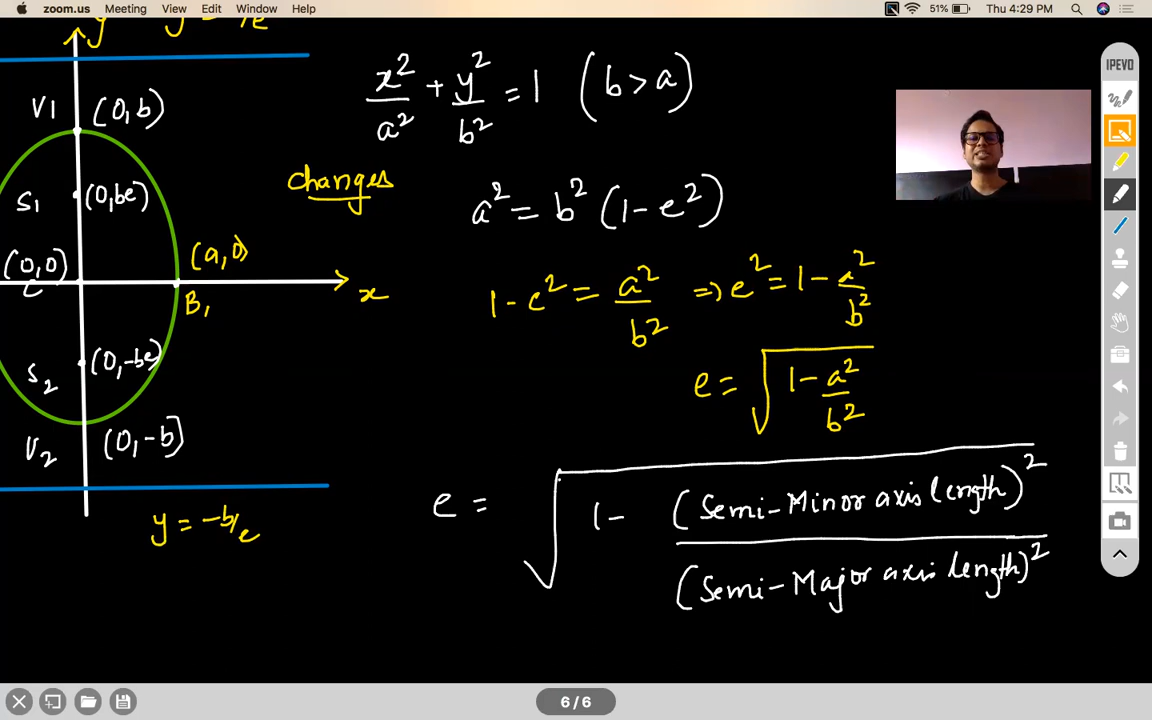 zoom.us Meeting View Edit Window Help
51% Thu 4:29 PM
IPEVO
x²/a² + y²/b² = 1 (b > a)
V1 (0, b)
changes
S1 (0, be)
a² = b² (1 - e²)
(a, 0)
(0, 0)
C
B1
x
1 - e² = a²/b² => e² = 1 - a²/b²
S2 (0, -be)
e = √(1 - a²/b²)
V2 (0, -b)
y = -b/e
e = √(1 - (Semi-Minor axis length)²/(Semi-Major axis length)²)
6/6